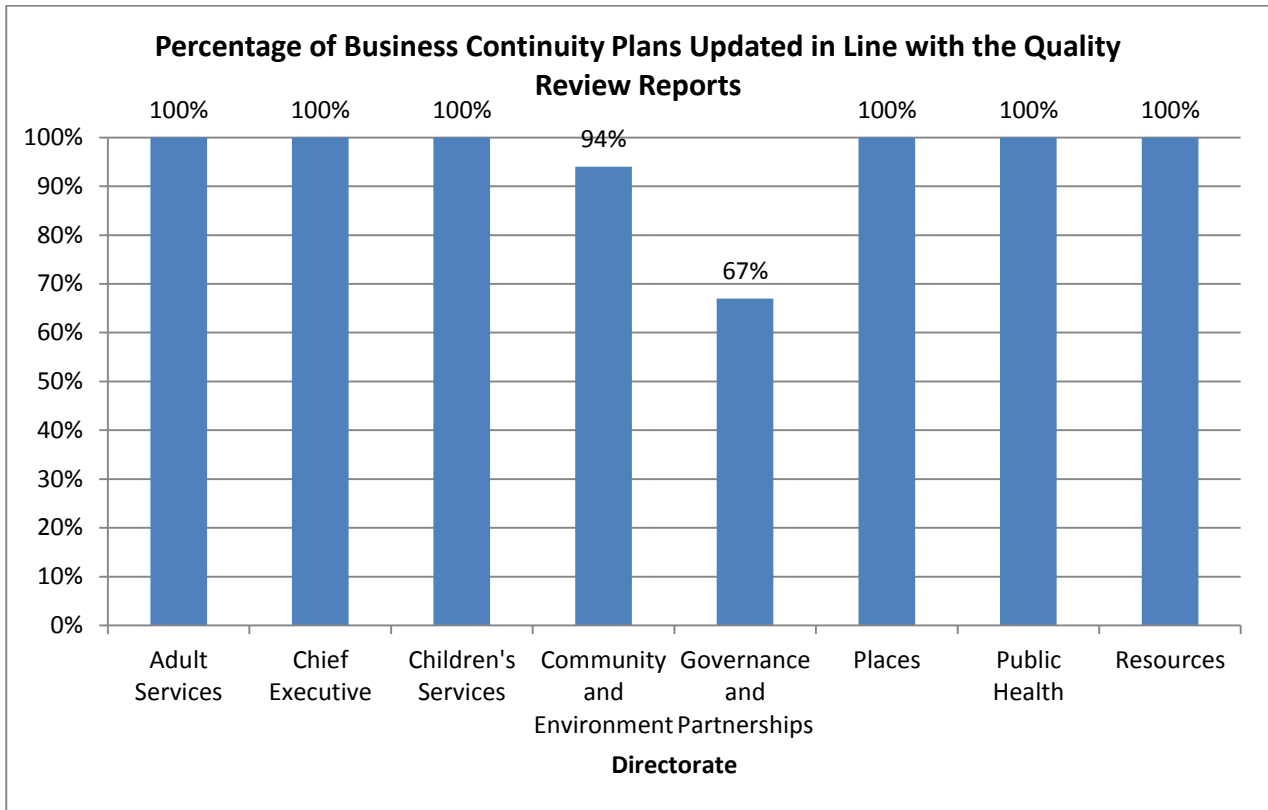 Percentage of Business Continuity Plans Updated in Line with the Quality
Review Reports
100% 100% 100% 94% 67% 100% 100% 100%
100%
90%
80%
70%
60%
50%
40%
30%
20%
10%
0%
Adult
Services
Chief
Executive
Children's
Services
Community
and
Environment
Governance
and
Partnerships
Places
Public
Health
Resources
Directorate